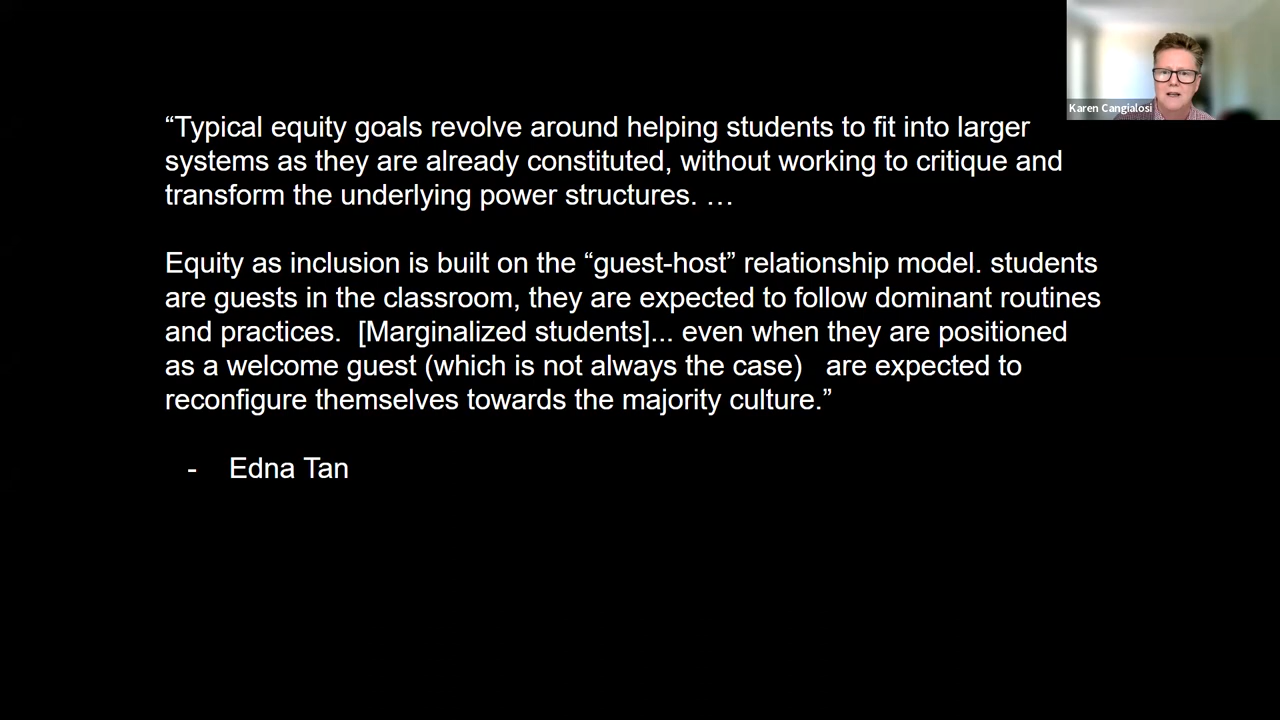 “Typical equity goals revolve around helping students to fit into larger
systems as they are already constituted, without working to critique and
transform the underlying power structures. …
Equity as inclusion is built on the “guest-host” relationship model. students
are guests in the classroom, they are expected to follow dominant routines
and practices.  [Marginalized students]... even when they are positioned
as a welcome guest (which is not always the case)   are expected to
reconfigure themselves towards the majority culture.”
- Edna Tan
Karen Cangialosi